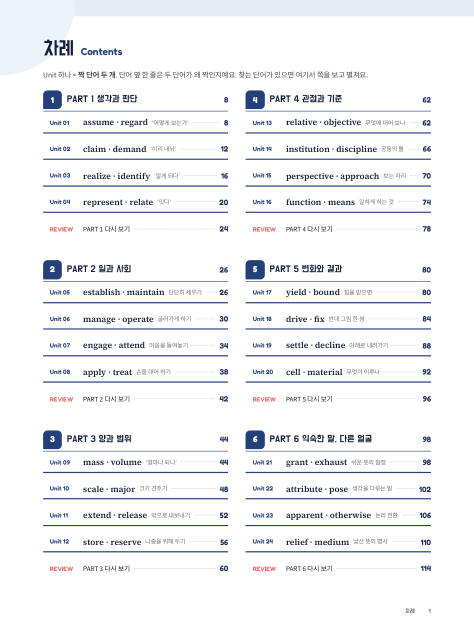 차례 Contents
Unit 하나 = 짝 단어 두 개. 단어 옆 한 줄은 두 단어가 왜 짝인지예요. 찾는 단어가 있으면 여기서 쪽을 보고 펼쳐요.
1 PART 1 생각과 판단 8
Unit 01 assume · regard '어떻게 보는가' 8
Unit 02 claim · demand '이리 내놔' 12
Unit 03 realize · identify '알게 되다' 16
Unit 04 represent · relate '잇다' 20
REVIEW PART 1 다시 보기 24
2 PART 2 일과 사회 26
Unit 05 establish · maintain 단단히 세우기 26
Unit 06 manage · operate 굴러가게 하기 30
Unit 07 engage · attend 마음을 들여놓기 34
Unit 08 apply · treat 손을 대어 하기 38
REVIEW PART 2 다시 보기 42
3 PART 3 양과 범위 44
Unit 09 mass · volume '얼마나 되나' 44
Unit 10 scale · major 크기 견주기 48
Unit 11 extend · release 밖으로 내보내기 52
Unit 12 store · reserve 나중을 위해 두기 56
REVIEW PART 3 다시 보기 60
4 PART 4 관점과 기준 62
Unit 13 relative · objective 무엇에 대어 보나 62
Unit 14 institution · discipline 공동의 틀 66
Unit 15 perspective · approach 보는 자리 70
Unit 16 function · means 일하게 하는 것 74
REVIEW PART 4 다시 보기 78
5 PART 5 변화와 결과 80
Unit 17 yield · bound 힘을 받으면 80
Unit 18 drive · fix 반대 그림 한 쌍 84
Unit 19 settle · decline 아래로 내려가기 88
Unit 20 cell · material 무엇이 이루나 92
REVIEW PART 5 다시 보기 96
6 PART 6 익숙한 말, 다른 얼굴 98
Unit 21 grant · exhaust 쉬운 뜻의 함정 98
Unit 22 attribute · pose 생각을 다루는 말 102
Unit 23 apparent · otherwise 논리 전환 106
Unit 24 relief · medium 낯선 뜻의 명사 110
REVIEW PART 6 다시 보기 114
차례 1